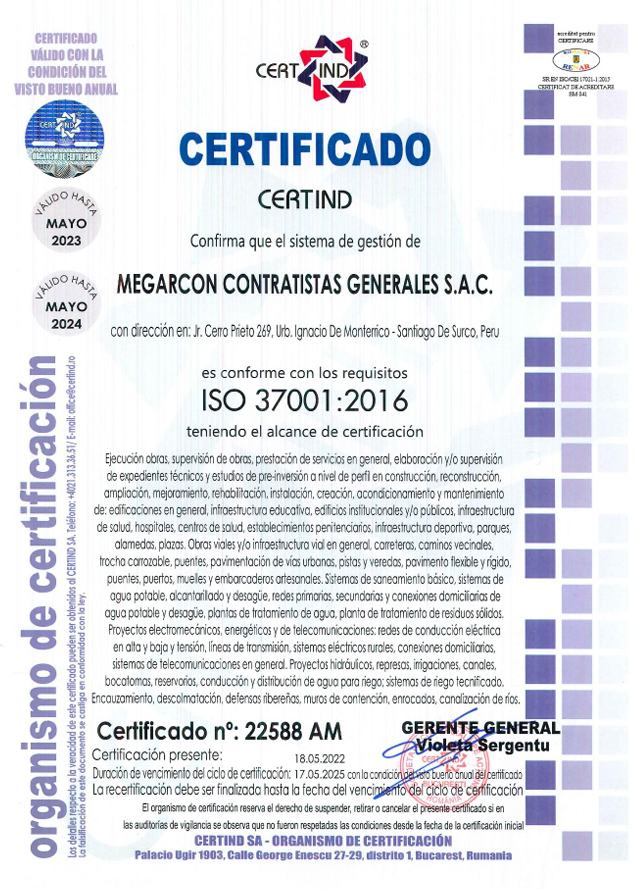 CERTIFICADO
VÁLIDO CON LA
CONDICIÓN DEL
VISTO BUENO ANUAL
CERT IND
ORGANISM DE CERTIFICARE
VÁLIDO HASTA
MAYO
2023
VÁLIDO HASTA
MAYO
2024
CERT IND ®
acreditat pentru
CERTIFICARE
RENAR
SR EN ISO/CEI 17021-1:2015
CERTIFICAT DE ACREDITARE
SM 041
CERTIFICADO
CERTIND
Confirma que el sistema de gestión de
MEGARCON CONTRATISTAS GENERALES S.A.C.
con dirección en: Jr. Cerro Prieto 269, Urb. Ignacio De Monterrico - Santiago De Surco, Peru
es conforme con los requisitos
ISO 37001:2016
teniendo el alcance de certificación
Ejecución obras, supervisión de obras, prestación de servicios en general, elaboración y/o supervisión
de expedientes técnicos y estudios de pre-inversión a nivel de perfil en construcción, reconstrucción,
ampliación, mejoramiento, rehabilitación, instalación, creación, acondicionamiento y mantenimiento
de: edificaciones en general, infraestructura educativa, edificios institucionales y/o públicos, infraestructura
de salud, hospitales, centros de salud, establecimientos penitenciarios, infraestructura deportiva, parques,
alamedas, plazas. Obras viales y/o infraestructura vial en general, carreteras, caminos vecinales,
trocha carrozable, puentes, pavimentación de vías urbanas, pistas y veredas, pavimento flexible y rígido,
puentes, puertos, muelles y embarcaderos artesanales. Sistemas de saneamiento básico, sistemas de
agua potable, alcantarillado y desagüe, redes primarias, secundarias y conexiones domiciliarias de
agua potable y desagüe, plantas de tratamiento de agua, planta de tratamiento de residuos sólidos.
Proyectos electromecánicos, energéticos y de telecomunicaciones: redes de conducción eléctrica
en alta y baja y tensión, líneas de transmisión, sistemas eléctricos rurales, conexiones domiciliarias,
sistemas de telecomunicaciones en general. Proyectos hidráulicos, represas, irrigaciones, canales,
bocatomas, reservorios, conducción y distribución de agua para riego; sistemas de riego tecnificado.
Encauzamiento, descolmatación, defensas ribereñas, muros de contención, enrocados, canalización de ríos.
Certificado nº: 22588 AM
GERENTE GENERAL
Violeta Sergentu
Certificación presente: 18.05.2022
Duración de vencimiento del ciclo de certificación: 17.05.2025 con la condición del visto bueno anual del certificado
La recertificación debe ser finalizada hasta la fecha del vencimiento del ciclo de certificación
El organismo de certificación reserva el derecho de suspender, retirar o cancelar el presente certificado si en
las auditorías de vigilancia se observa que no fueron respetadas las condiciones desde la fecha de la certificación inicial
CERTIND SA - ORGANISMO DE CERTIFICACIÓN
Palacio Ugir 1903, Calle George Enescu 27-29, distrito 1, Bucarest, Rumania
organismo de certificación
Los detalles respecto a la veracidad de este certificado pueden ser obtenidos al CERTIND SA. Teléfono: +4021.313.36.51/ E-mail: office@certind.ro
La falsificación de este documento se castiga en conformidad con la ley.